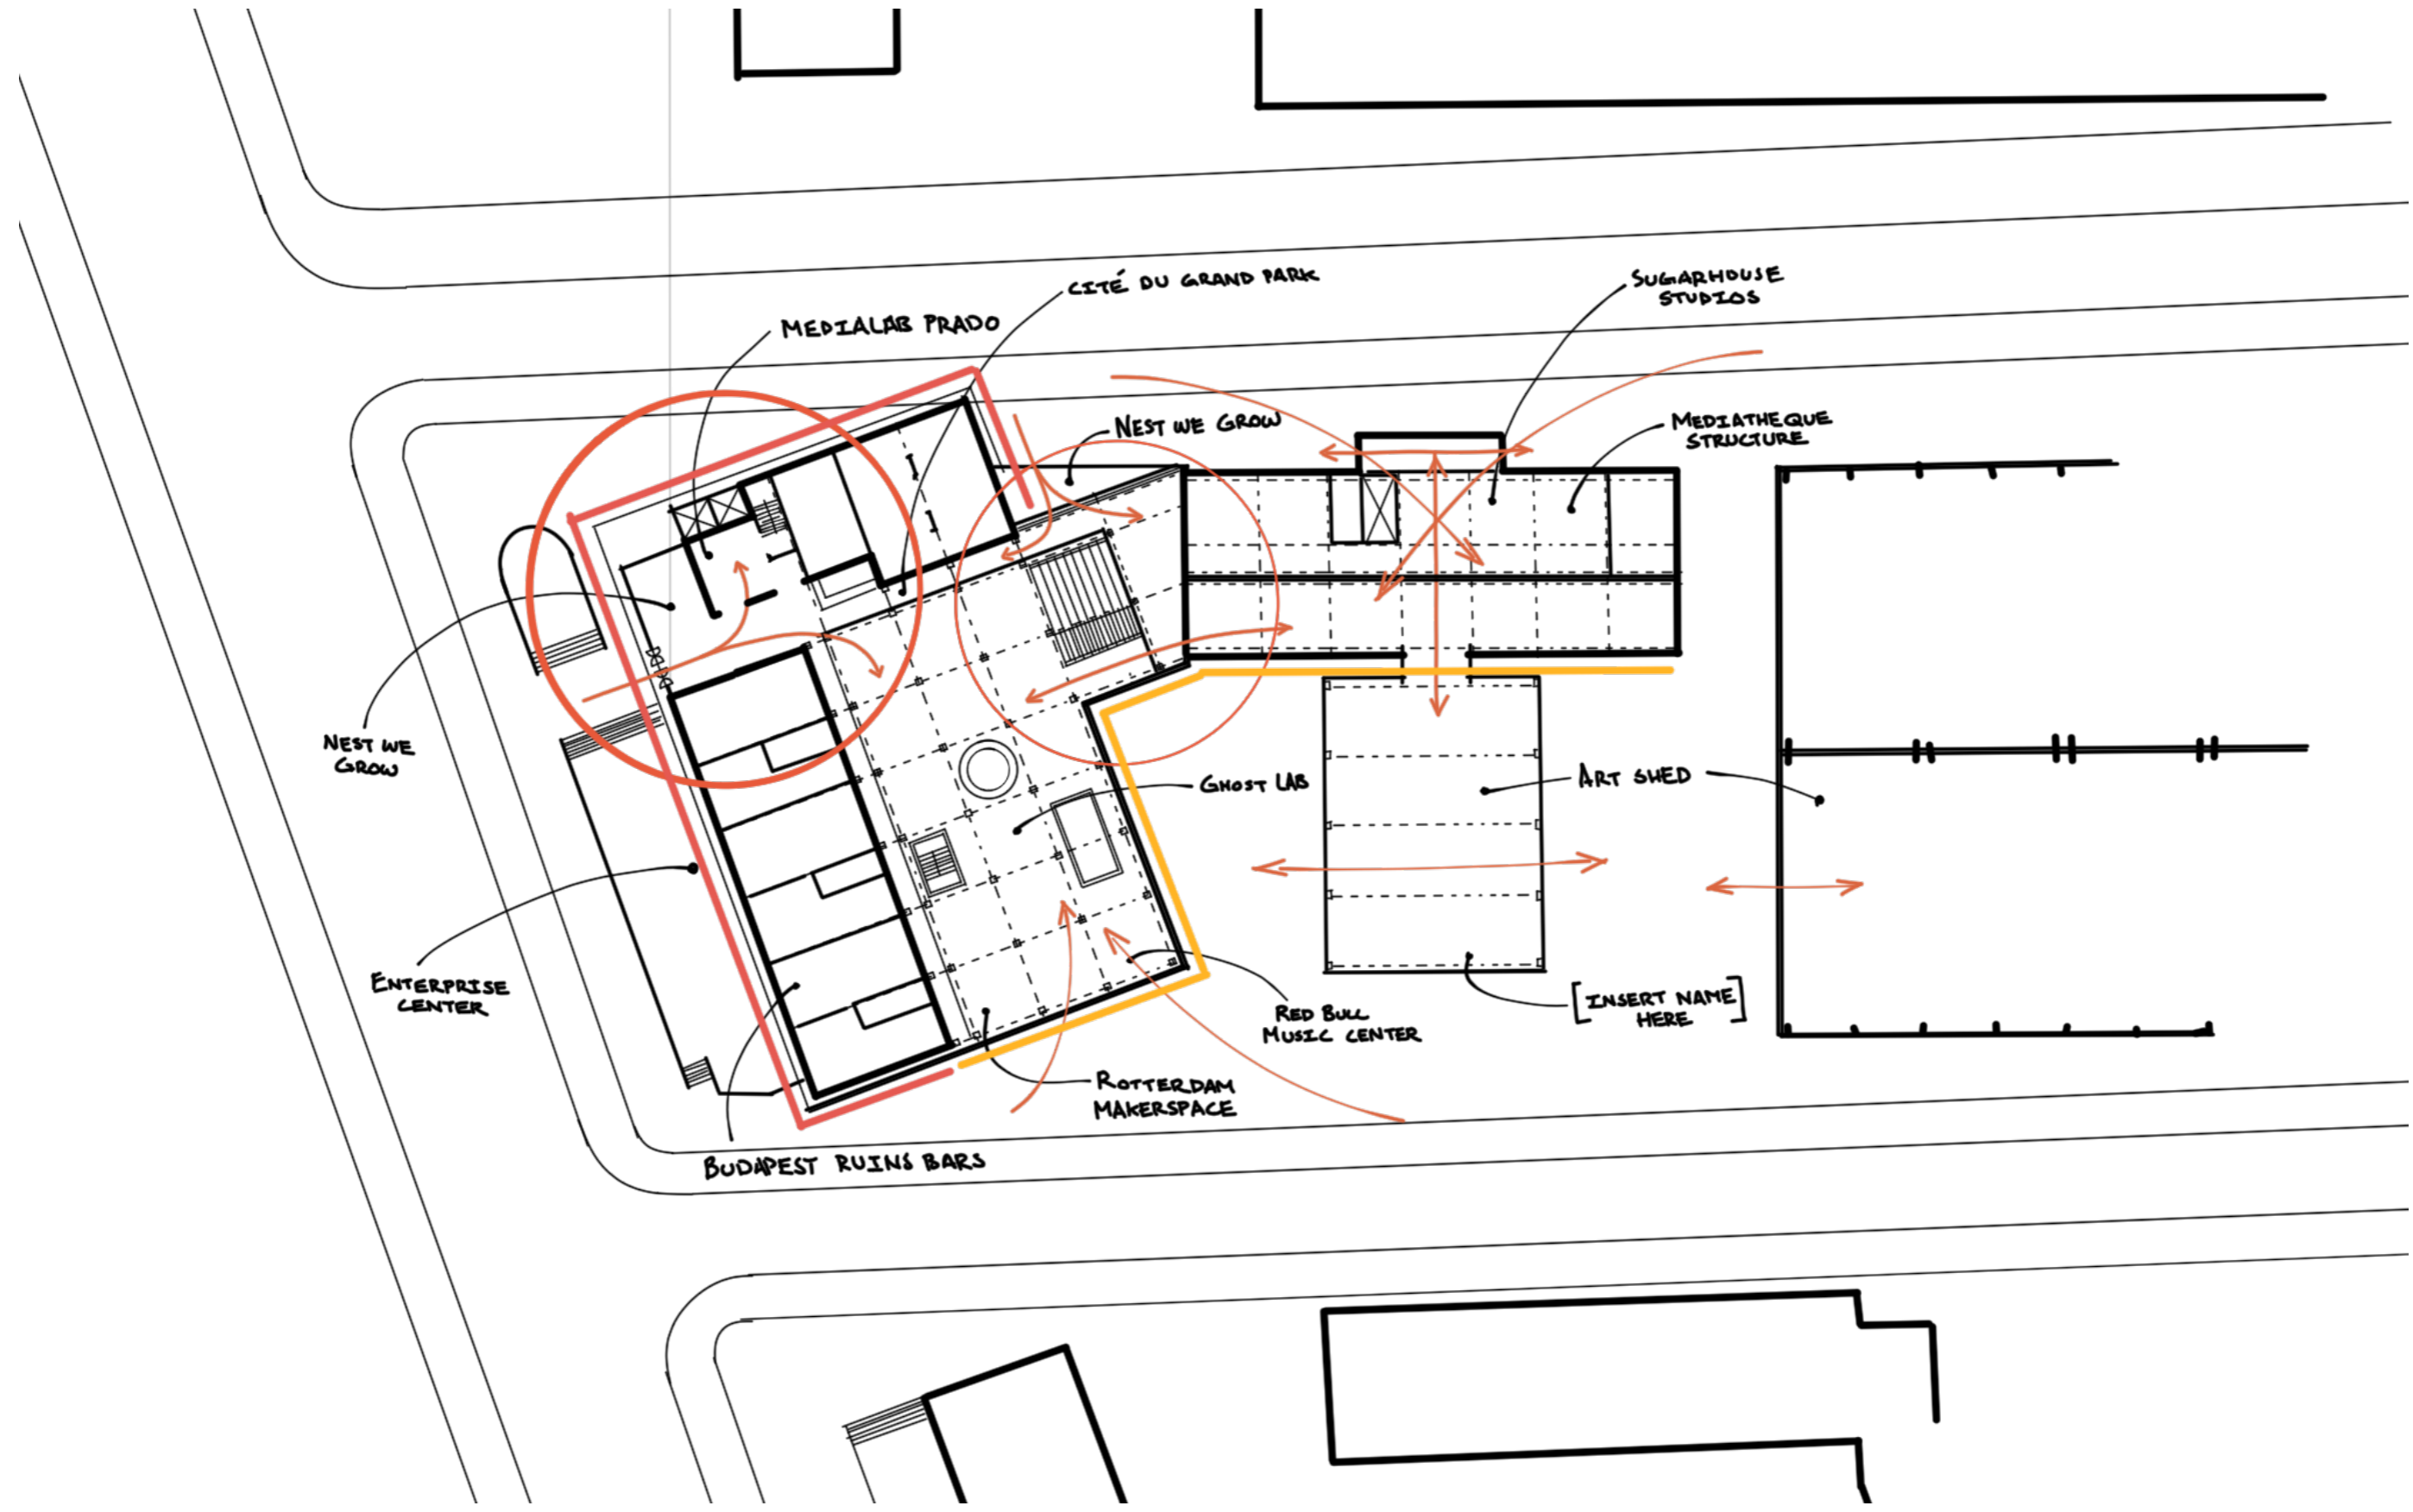 CITÉ DU GRAND PARK
SUGARHOUSE
STUDIOS
MEDIALAB PRADO
NEST WE GROW
MEDIATHEQUE
STRUCTURE
NEST WE
GROW
GHOST LAB
ART SHED
ENTERPRISE
CENTER
[INSERT NAME
HERE]
RED BULL
MUSIC CENTER
ROTTERDAM
MAKERSPACE
BUDAPEST RUINS BARS